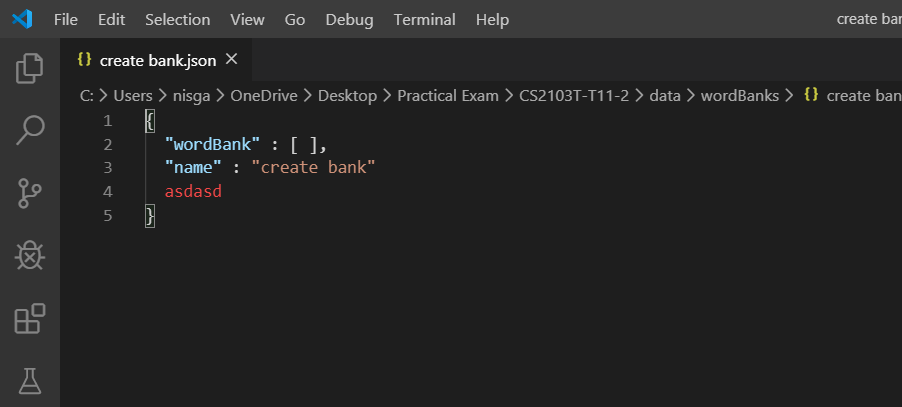 File Edit Selection View Go Debug Terminal Help create bar
{} create bank.json ×
C: > Users > nisga > OneDrive > Desktop > Practical Exam > CS2103T-T11-2 > data > wordBanks > {} create ban
1 {
2 "wordBank" : [ ],
3 "name" : "create bank"
4 asdasd
5 }